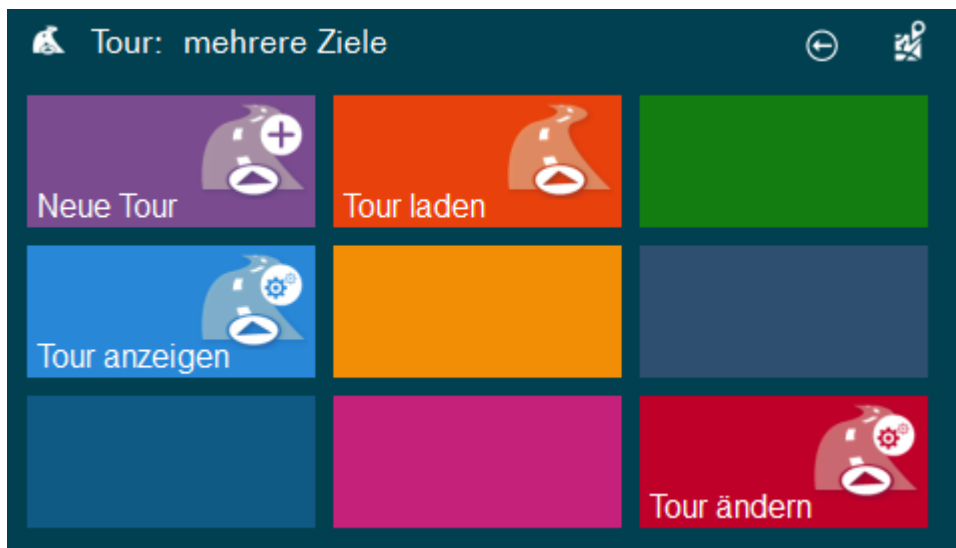 Tour: mehrere Ziele
Neue Tour
Tour laden
Tour anzeigen
Tour ändern